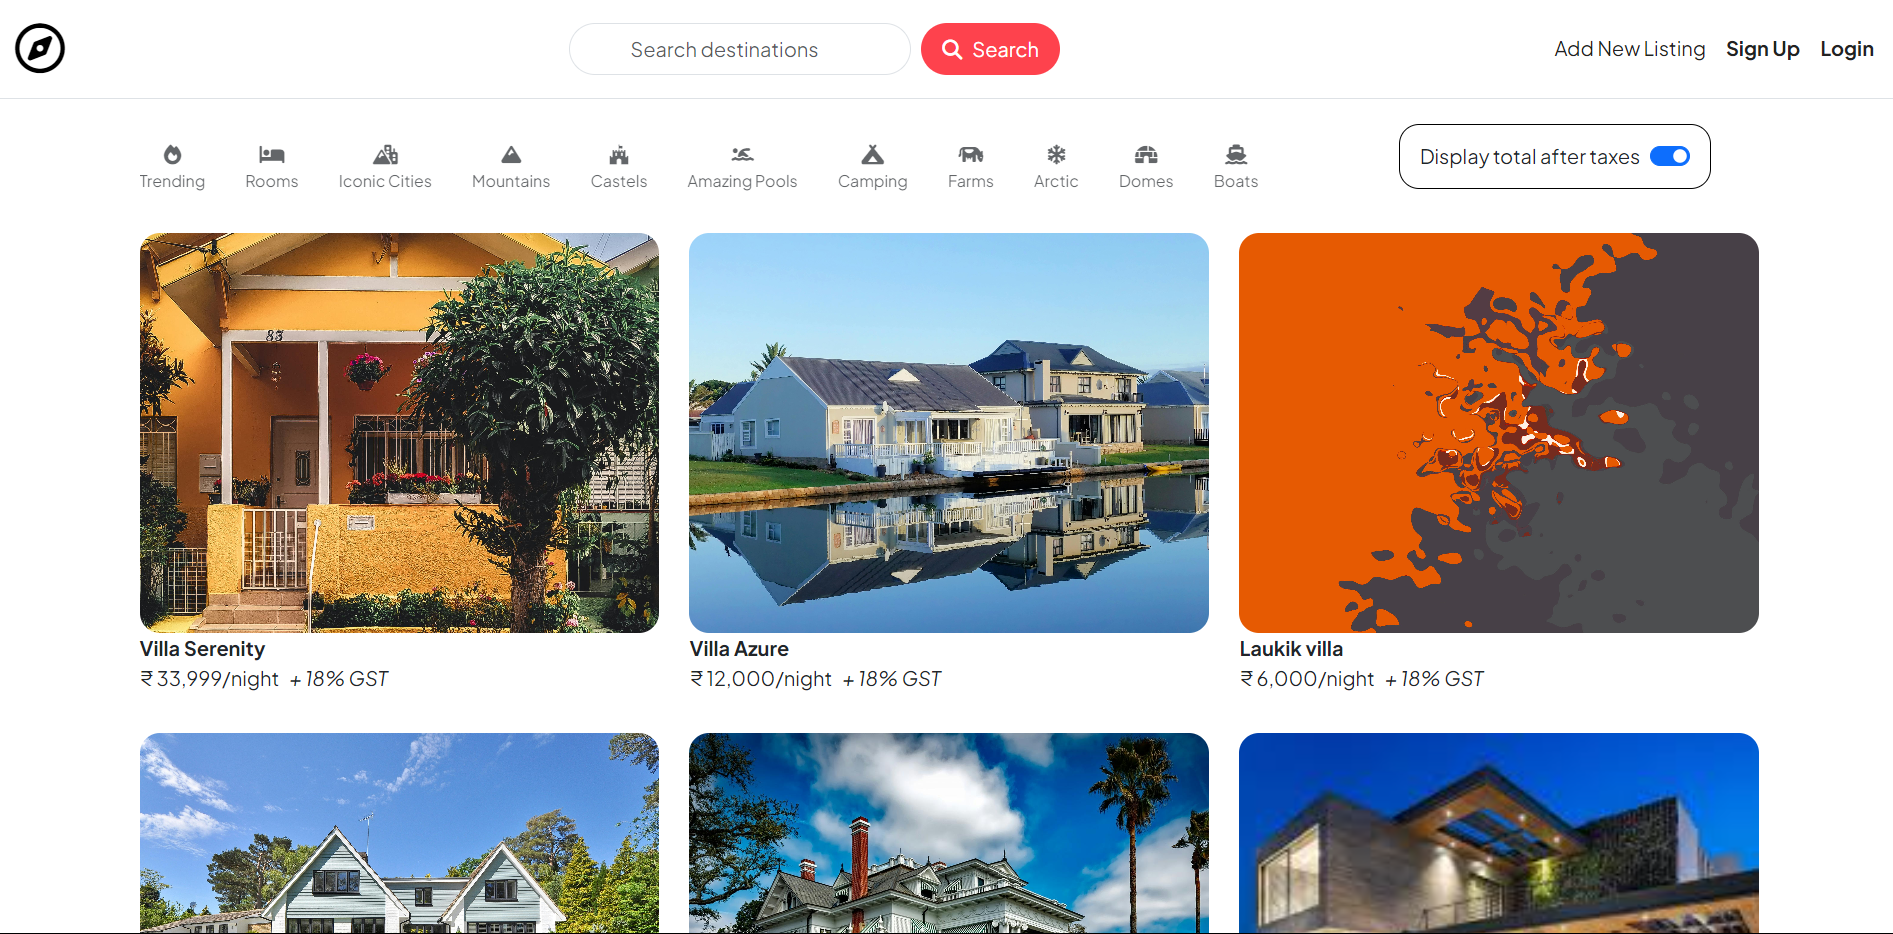 Search destinations
Search
Add New Listing Sign Up Login
Trending Rooms Iconic Cities Mountains Castels Amazing Pools Camping Farms Arctic Domes Boats
Display total after taxes
83
Villa Serenity
₹ 33,999/night + 18% GST
Villa Azure
₹ 12,000/night + 18% GST
Laukik villa
₹ 6,000/night + 18% GST